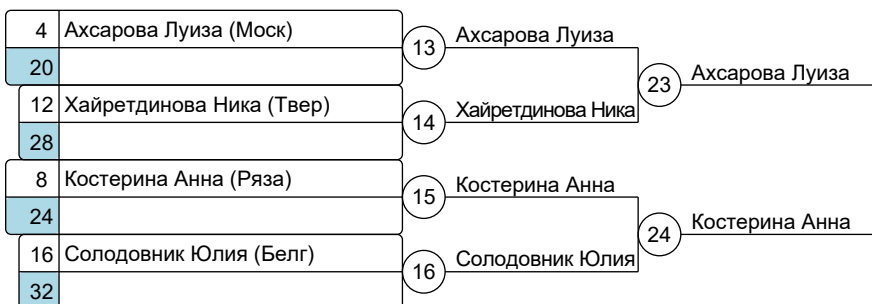 4 Ахсарова Луиза (Моск)
13 Ахсарова Луиза
20
23 Ахсарова Луиза
12 Хайретдинова Ника (Твер)
14 Хайретдинова Ника
28
8 Костерина Анна (Ряза)
15 Костерина Анна
24
24 Костерина Анна
16 Солодовник Юлия (Белг)
16 Солодовник Юлия
32